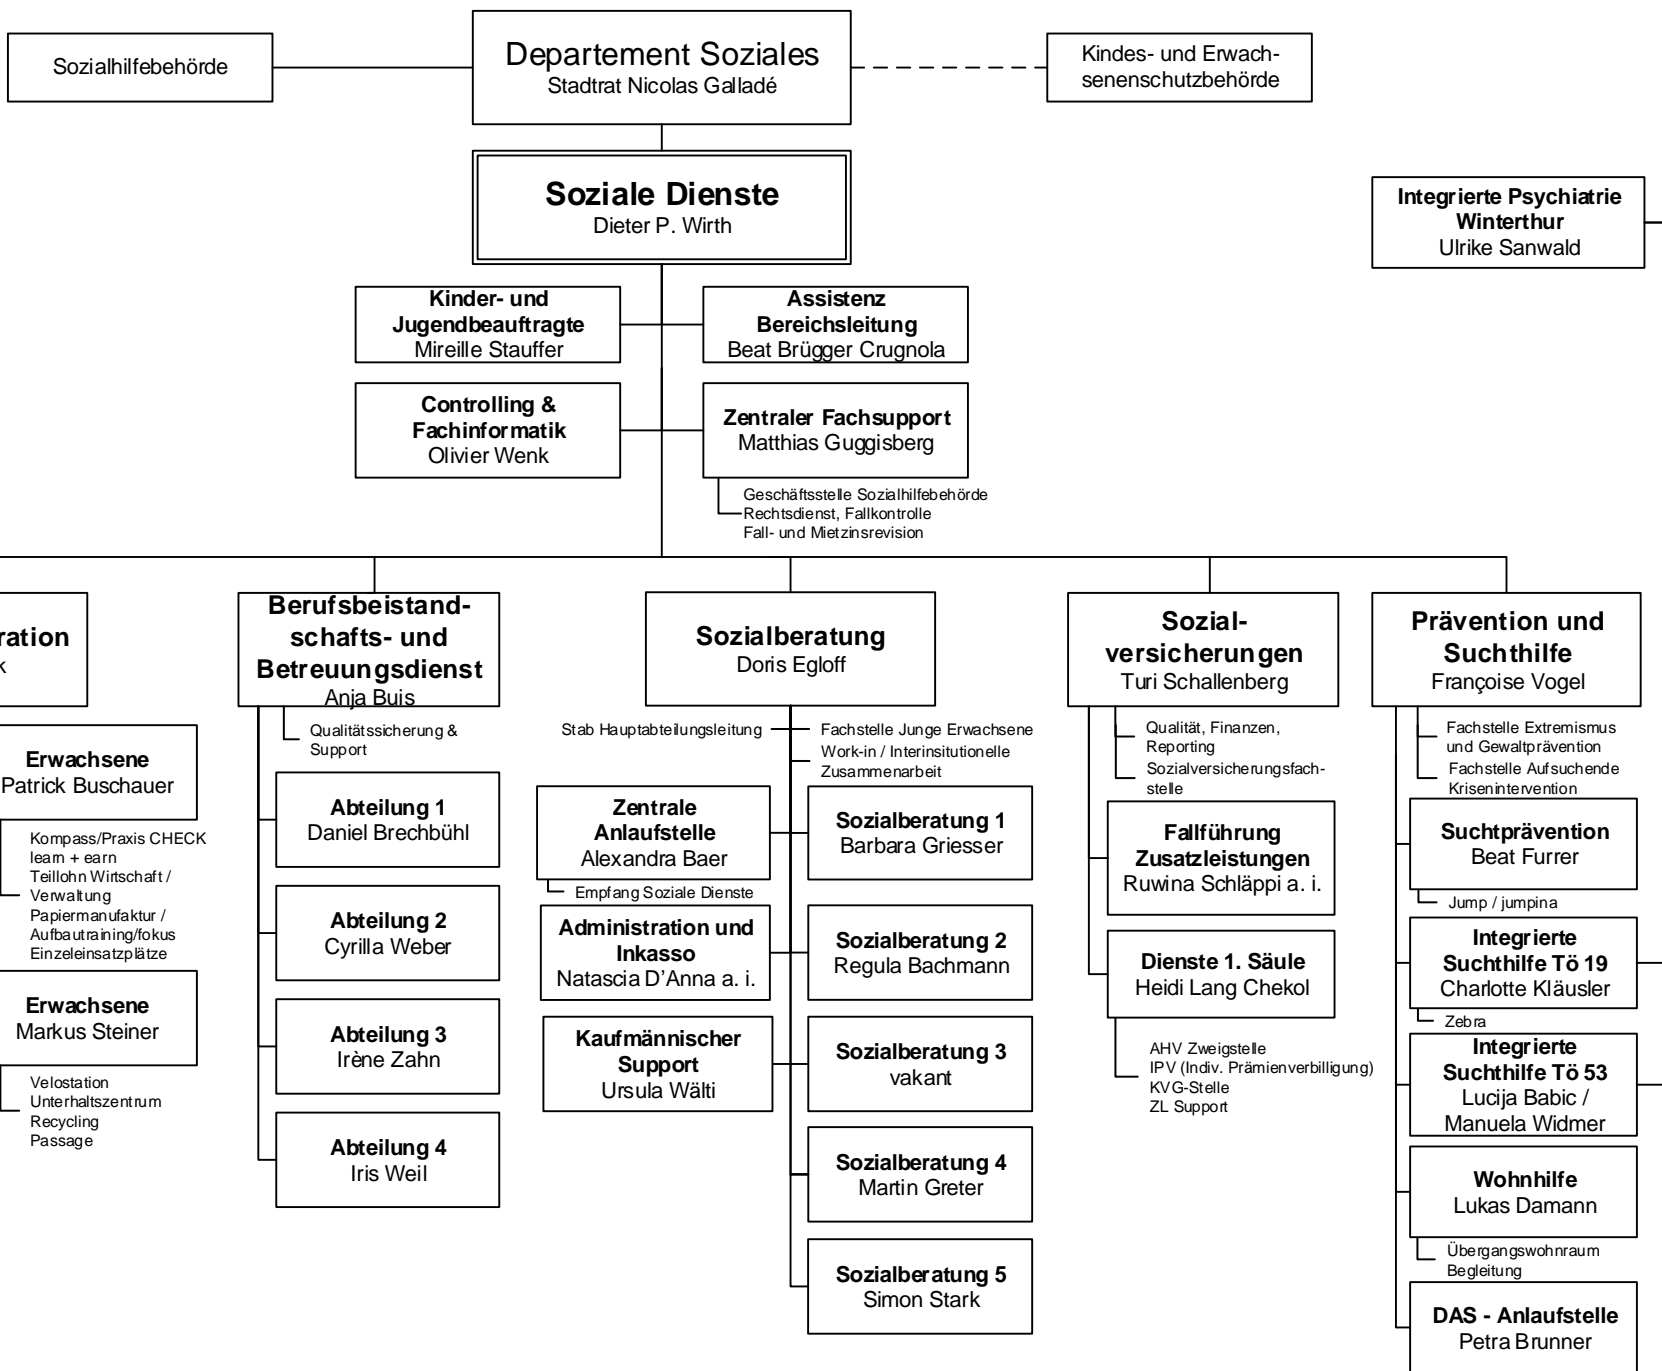 Sozialhilfebehörde
Departement Soziales
Stadtrat Nicolas Galladé
Kindes- und Erwach-
senenschutzbehörde
Soziale Dienste
Dieter P. Wirth
Integrierte Psychiatrie
Winterthur
Ulrike Sanwald
Kinder- und
Jugendbeauftragte
Mireille Stauffer
Assistenz
Bereichsleitung
Beat Brügger Crugnola
Controlling &
Fachinformatik
Olivier Wenk
Zentraler Fachsupport
Matthias Guggisberg
Geschäftsstelle Sozialhilfebehörde
Rechtsdienst, Fallkontrolle
Fall- und Mietzinsrevision
ration
k
Erwachsene
Patrick Buschauer
Kompass/Praxis CHECK
learn + earn
Teillohn Wirtschaft /
Verwaltung
Papiermanufaktur /
Aufbautraining/fokus
Einzeleinsatzplätze
Erwachsene
Markus Steiner
Velostation
Unterhaltszentrum
Recycling
Passage
Berufsbeistand-
schafts- und
Betreuungsdienst
Anja Buis
Qualitätssicherung &
Support
Abteilung 1
Daniel Brechbühl
Abteilung 2
Cyrilla Weber
Abteilung 3
Irène Zahn
Abteilung 4
Iris Weil
Sozialberatung
Doris Egloff
Stab Hauptabteilungsleitung
Fachstelle Junge Erwachsene
Work-in / Interinsitutionelle
Zusammenarbeit
Zentrale
Anlaufstelle
Alexandra Baer
Empfang Soziale Dienste
Administration und
Inkasso
Natascia D’Anna a. i.
Kaufmännischer
Support
Ursula Wälti
Sozialberatung 1
Barbara Griesser
Sozialberatung 2
Regula Bachmann
Sozialberatung 3
vakant
Sozialberatung 4
Martin Greter
Sozialberatung 5
Simon Stark
Sozial-
versicherungen
Turi Schallenberg
Qualität, Finanzen,
Reporting
Sozialversicherungsfach-
stelle
Fallführung
Zusatzleistungen
Ruwina Schläppi a. i.
Dienste 1. Säule
Heidi Lang Chekol
AHV Zweigstelle
IPV (Indiv. Prämienverbilligung)
KVG-Stelle
ZL Support
Prävention und
Suchthilfe
Françoise Vogel
Fachstelle Extremismus
und Gewaltprävention
Fachstelle Aufsuchende
Krisenintervention
Suchtprävention
Beat Furrer
Jump / jumpina
Integrierte
Suchthilfe Tö 19
Charlotte Kläusler
Zebra
Integrierte
Suchthilfe Tö 53
Lucija Babic /
Manuela Widmer
Wohnhilfe
Lukas Damann
Übergangswohnraum
Begleitung
DAS - Anlaufstelle
Petra Brunner